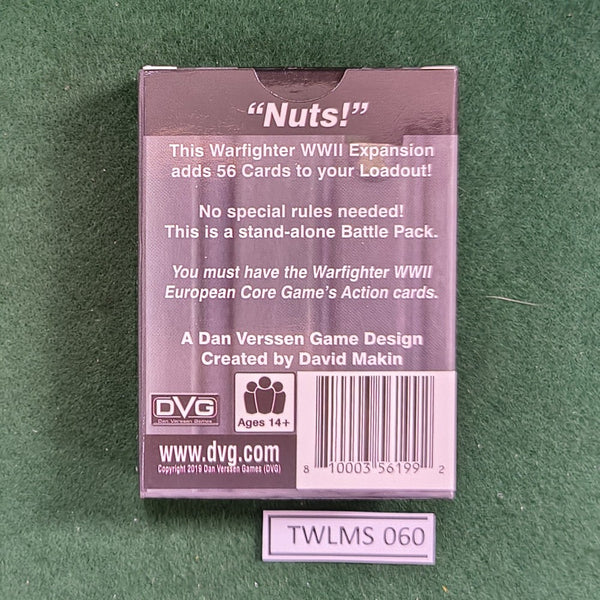 “Nuts!”
This Warfighter WWII Expansion
adds 56 Cards to your Loadout!
No special rules needed!
This is a stand-alone Battle Pack.
You must have the Warfighter WWII
European Core Game's Action cards.
A Dan Verssen Game Design
Created by David Makin
DVG
Dan Verssen Games
Ages 14+
www.dvg.com
Copyright 2019 Dan Verssen Games (DVG)
8 10003 56199 2
TWLMS 060